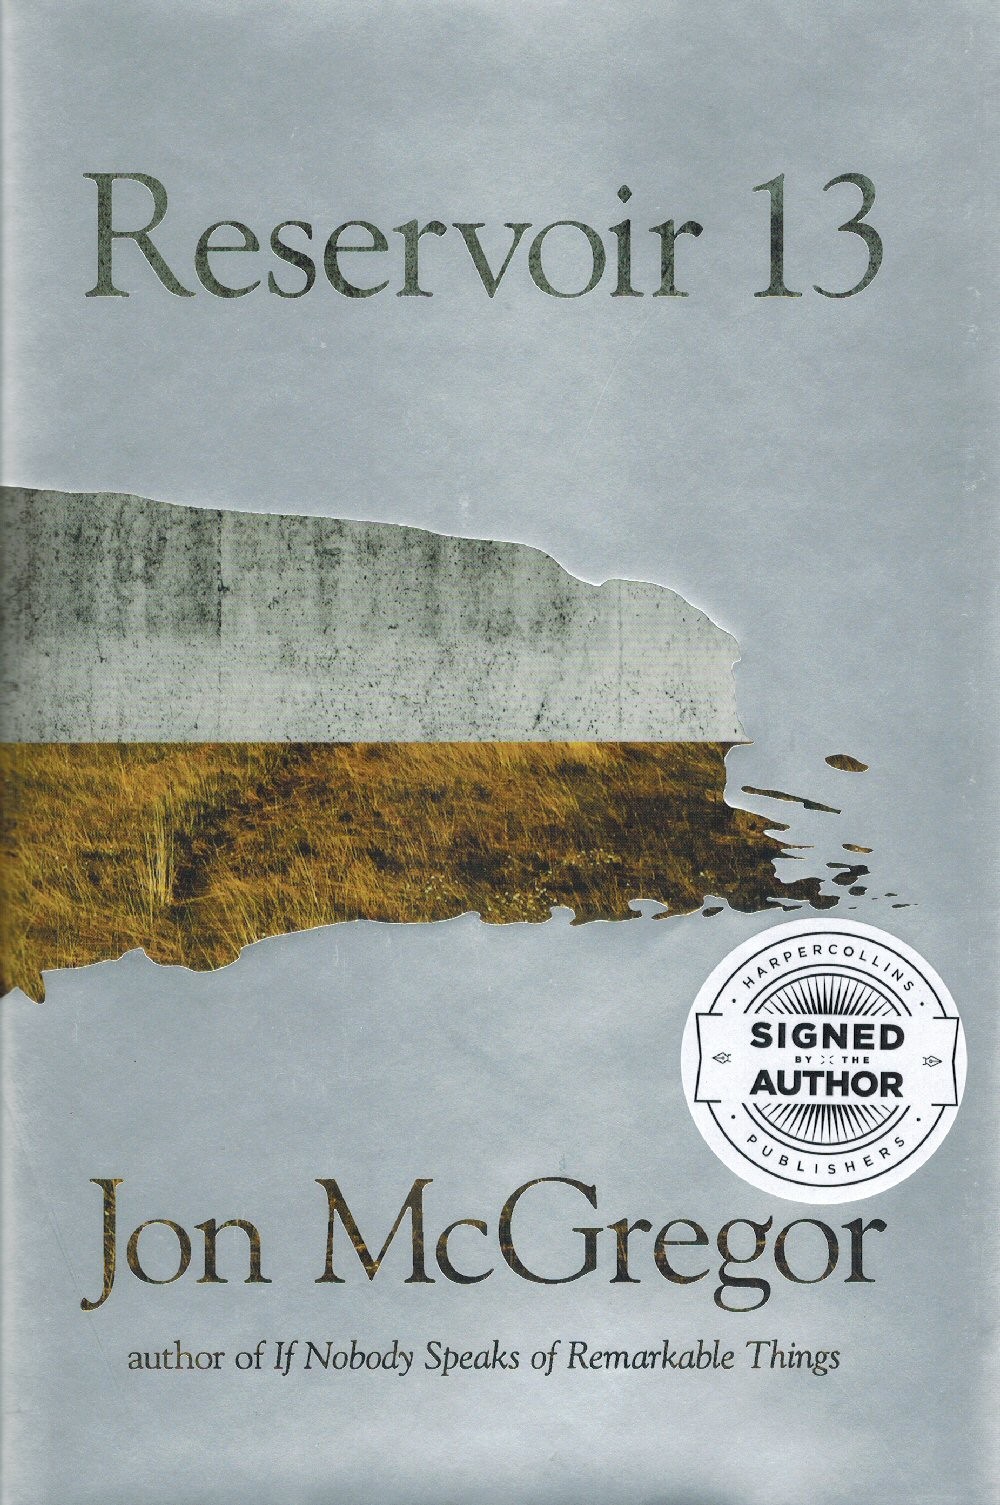 Reservoir 13
· HARPERCOLLINS ·
SIGNED
BY THE
AUTHOR
· PUBLISHERS ·
Jon McGregor
author of If Nobody Speaks of Remarkable Things